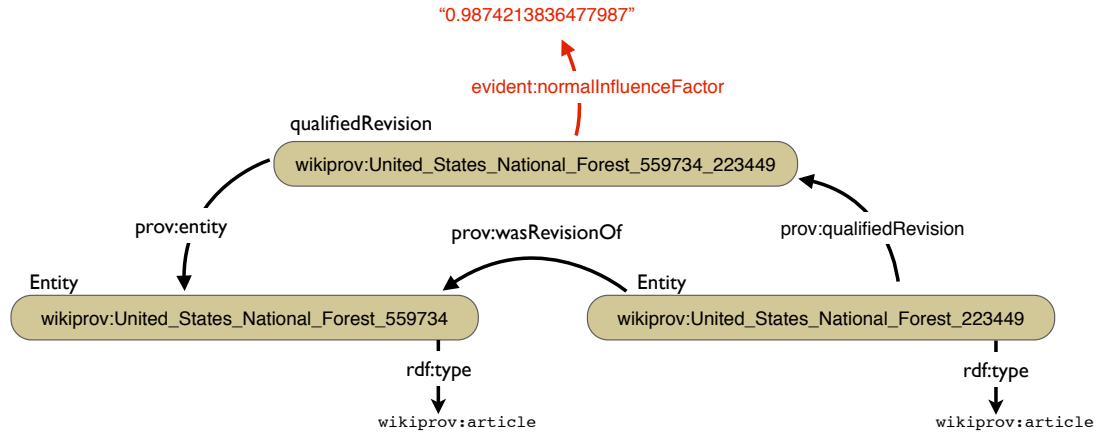 “0.9874213836477987”
evident:normalInfluenceFactor
qualifiedRevision
wikiprov:United_States_National_Forest_559734_223449
prov:entity
prov:wasRevisionOf
prov:qualifiedRevision
Entity
Entity
wikiprov:United_States_National_Forest_559734
wikiprov:United_States_National_Forest_223449
rdf:type
rdf:type
wikiprov:article
wikiprov:article